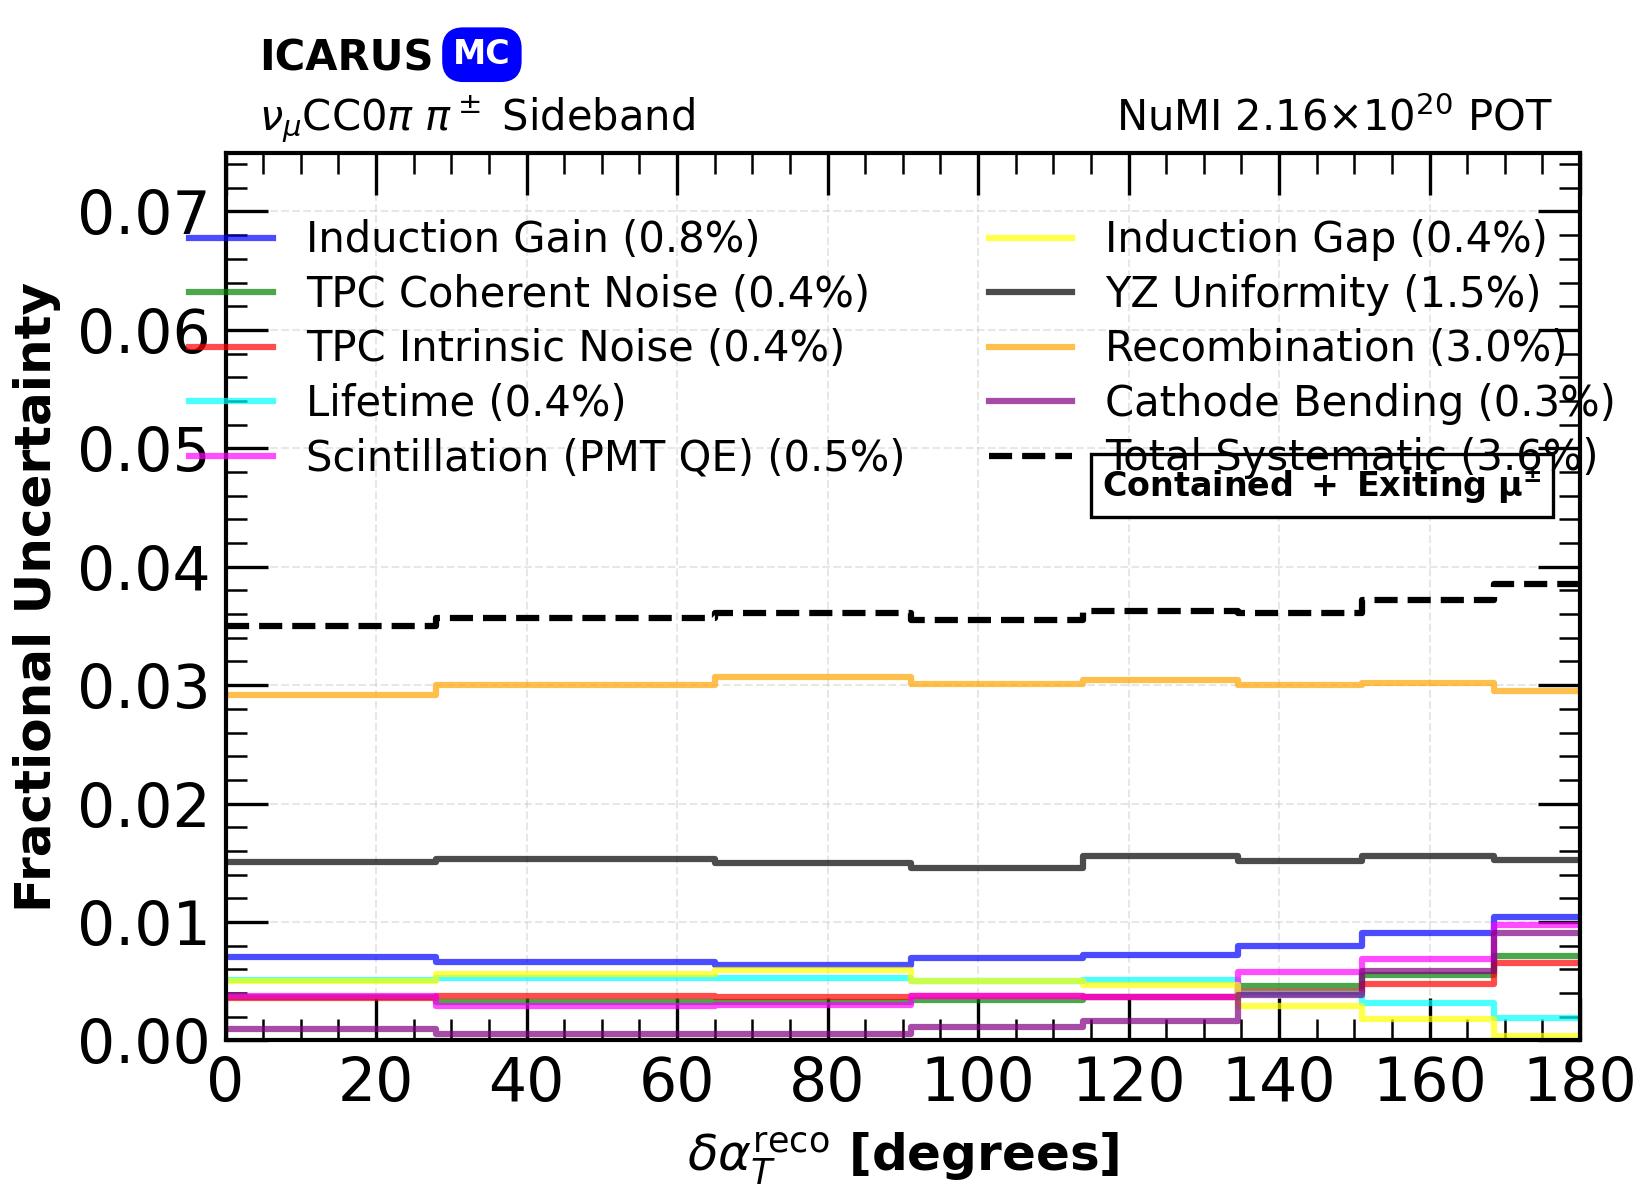 ICARUS MC
νμCC0π π± Sideband
NuMI 2.16×10²⁰ POT
0.07
0.06
0.05
0.04
0.03
0.02
0.01
0.00
Fractional Uncertainty
Induction Gain (0.8%)
TPC Coherent Noise (0.4%)
TPC Intrinsic Noise (0.4%)
Lifetime (0.4%)
Scintillation (PMT QE) (0.5%)
Induction Gap (0.4%)
YZ Uniformity (1.5%)
Recombination (3.0%)
Cathode Bending (0.3%)
Total Systematic (3.6%)
Contained + Exiting μ±
0 20 40 60 80 100 120 140 160 180
δα_T^reco [degrees]